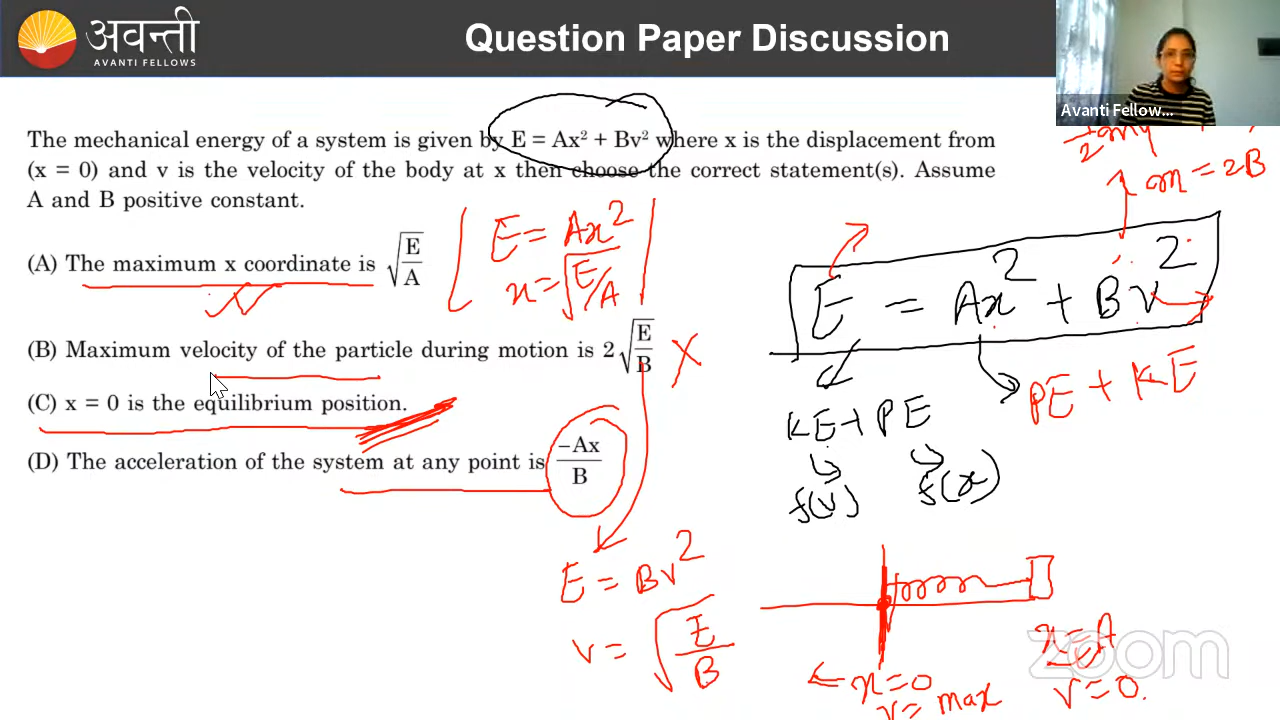 अवन्ती
AVANTI FELLOWS
Question Paper Discussion
Avanti Fellow...
The mechanical energy of a system is given by E = Ax² + Bv² where x is the displacement from
(x = 0) and v is the velocity of the body at x then choose the correct statement(s). Assume
A and B positive constant.
(A) The maximum x coordinate is √(E/A)
E = Ax²
x = √(E/A)
(B) Maximum velocity of the particle during motion is 2√(E/B)
(C) x = 0 is the equilibrium position.
(D) The acceleration of the system at any point is −Ax/B
E = Bv²
v = √(E/B)
m = 2B
E = Ax² + Bv²
PE + KE
KE + PE
f(v) f(x)
x = A
v = 0.
x = 0
v = max
zoom